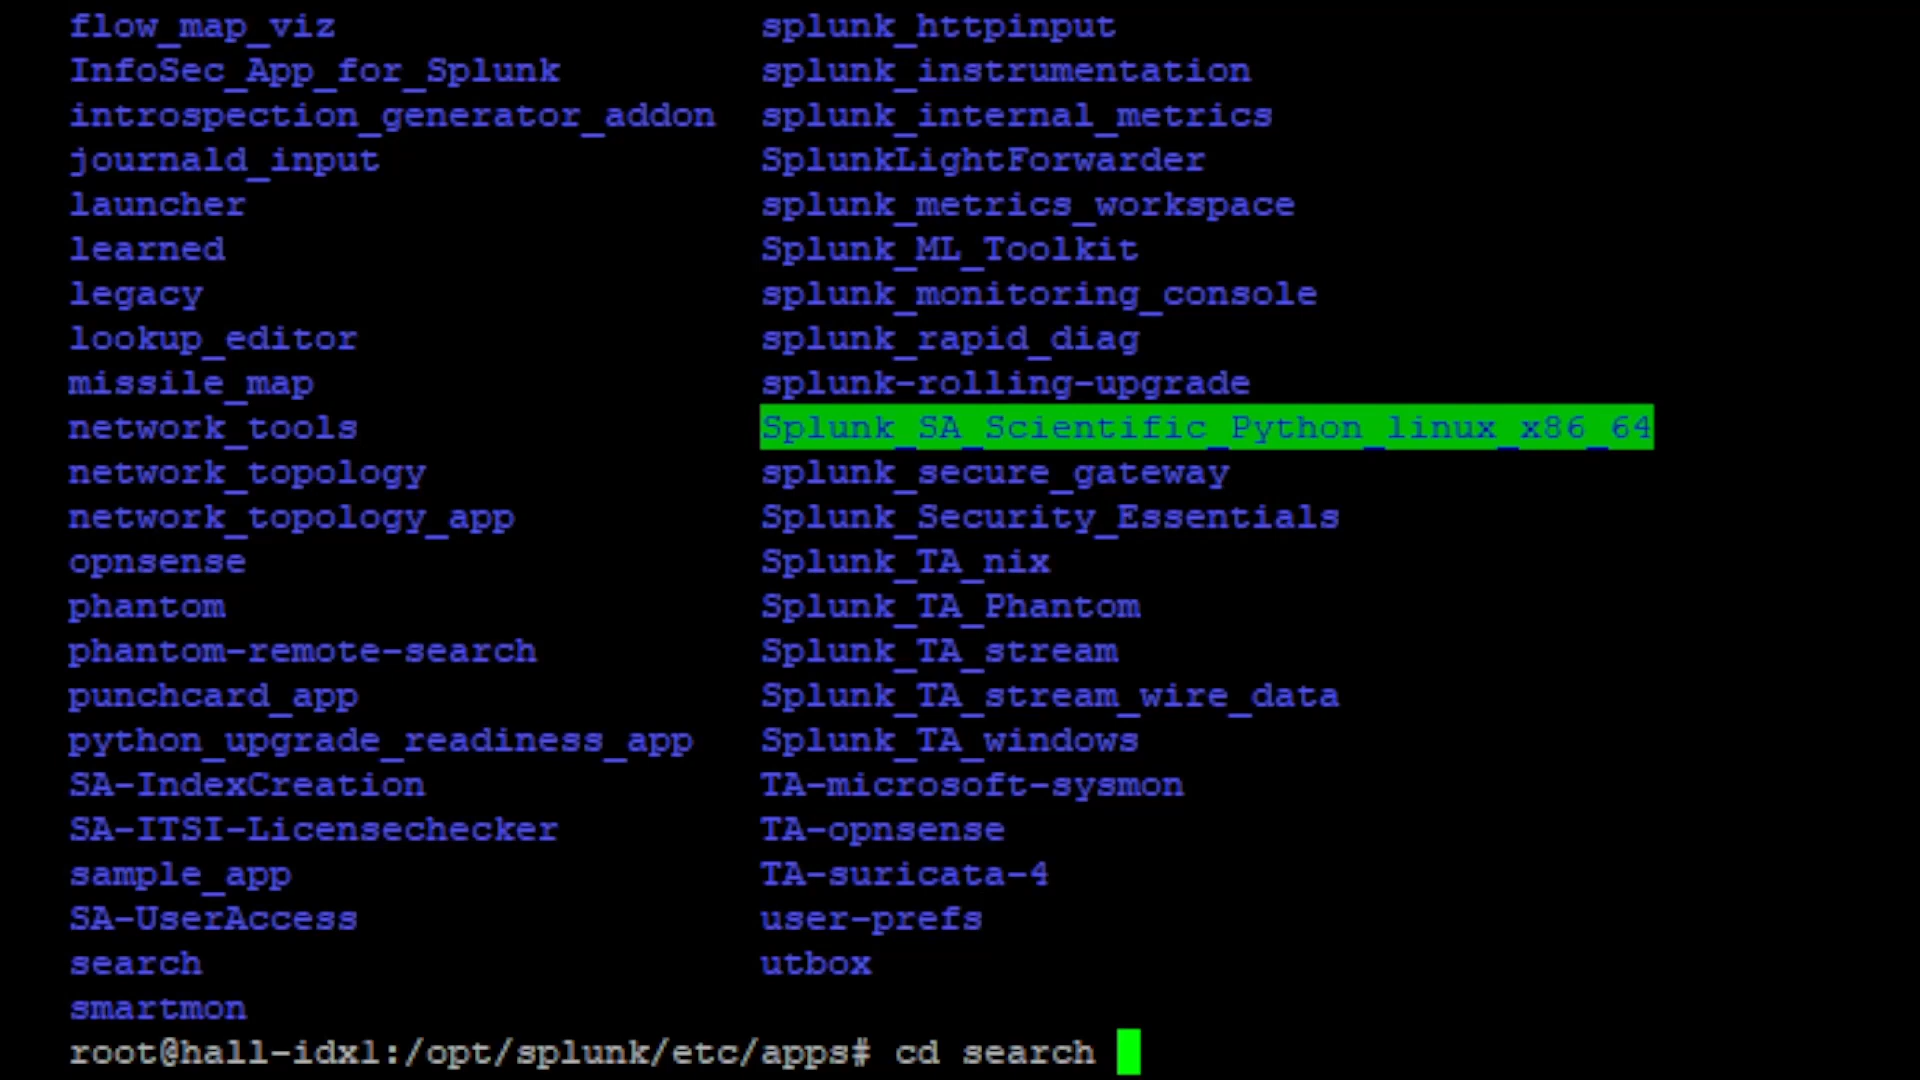 flow_map_viz splunk_httpinput
InfoSec_App_for_Splunk splunk_instrumentation
introspection_generator_addon splunk_internal_metrics
journald_input SplunkLightForwarder
launcher splunk_metrics_workspace
learned Splunk_ML_Toolkit
legacy splunk_monitoring_console
lookup_editor splunk_rapid_diag
missile_map splunk-rolling-upgrade
network_tools Splunk_SA_Scientific_Python_linux_x86_64
network_topology splunk_secure_gateway
network_topology_app Splunk_Security_Essentials
opnsense Splunk_TA_nix
phantom Splunk_TA_Phantom
phantom-remote-search Splunk_TA_stream
punchcard_app Splunk_TA_stream_wire_data
python_upgrade_readiness_app Splunk_TA_windows
SA-IndexCreation TA-microsoft-sysmon
SA-ITSI-Licensechecker TA-opnsense
sample_app TA-suricata-4
SA-UserAccess user-prefs
search utbox
smartmon
root@hall-idx1:/opt/splunk/etc/apps# cd search